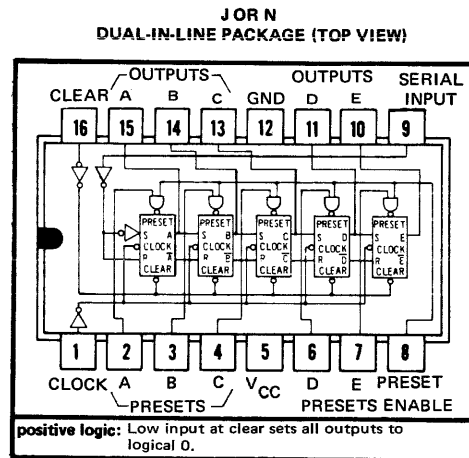 J OR N
DUAL-IN-LINE PACKAGE (TOP VIEW)
OUTPUTS OUTPUTS SERIAL
CLEAR A B C GND D E INPUT
16 15 14 13 12 11 10 9
PRESET PRESET PRESET PRESET PRESET
S A S B S C S D S E
CLOCK CLOCK CLOCK CLOCK CLOCK
R A̅ R B̅ R C̅ R D̅ R E̅
CLEAR CLEAR CLEAR CLEAR CLEAR
1 2 3 4 5 6 7 8
CLOCK A B C VCC D E PRESET
PRESETS PRESETS ENABLE
positive logic: Low input at clear sets all outputs to
logical 0.